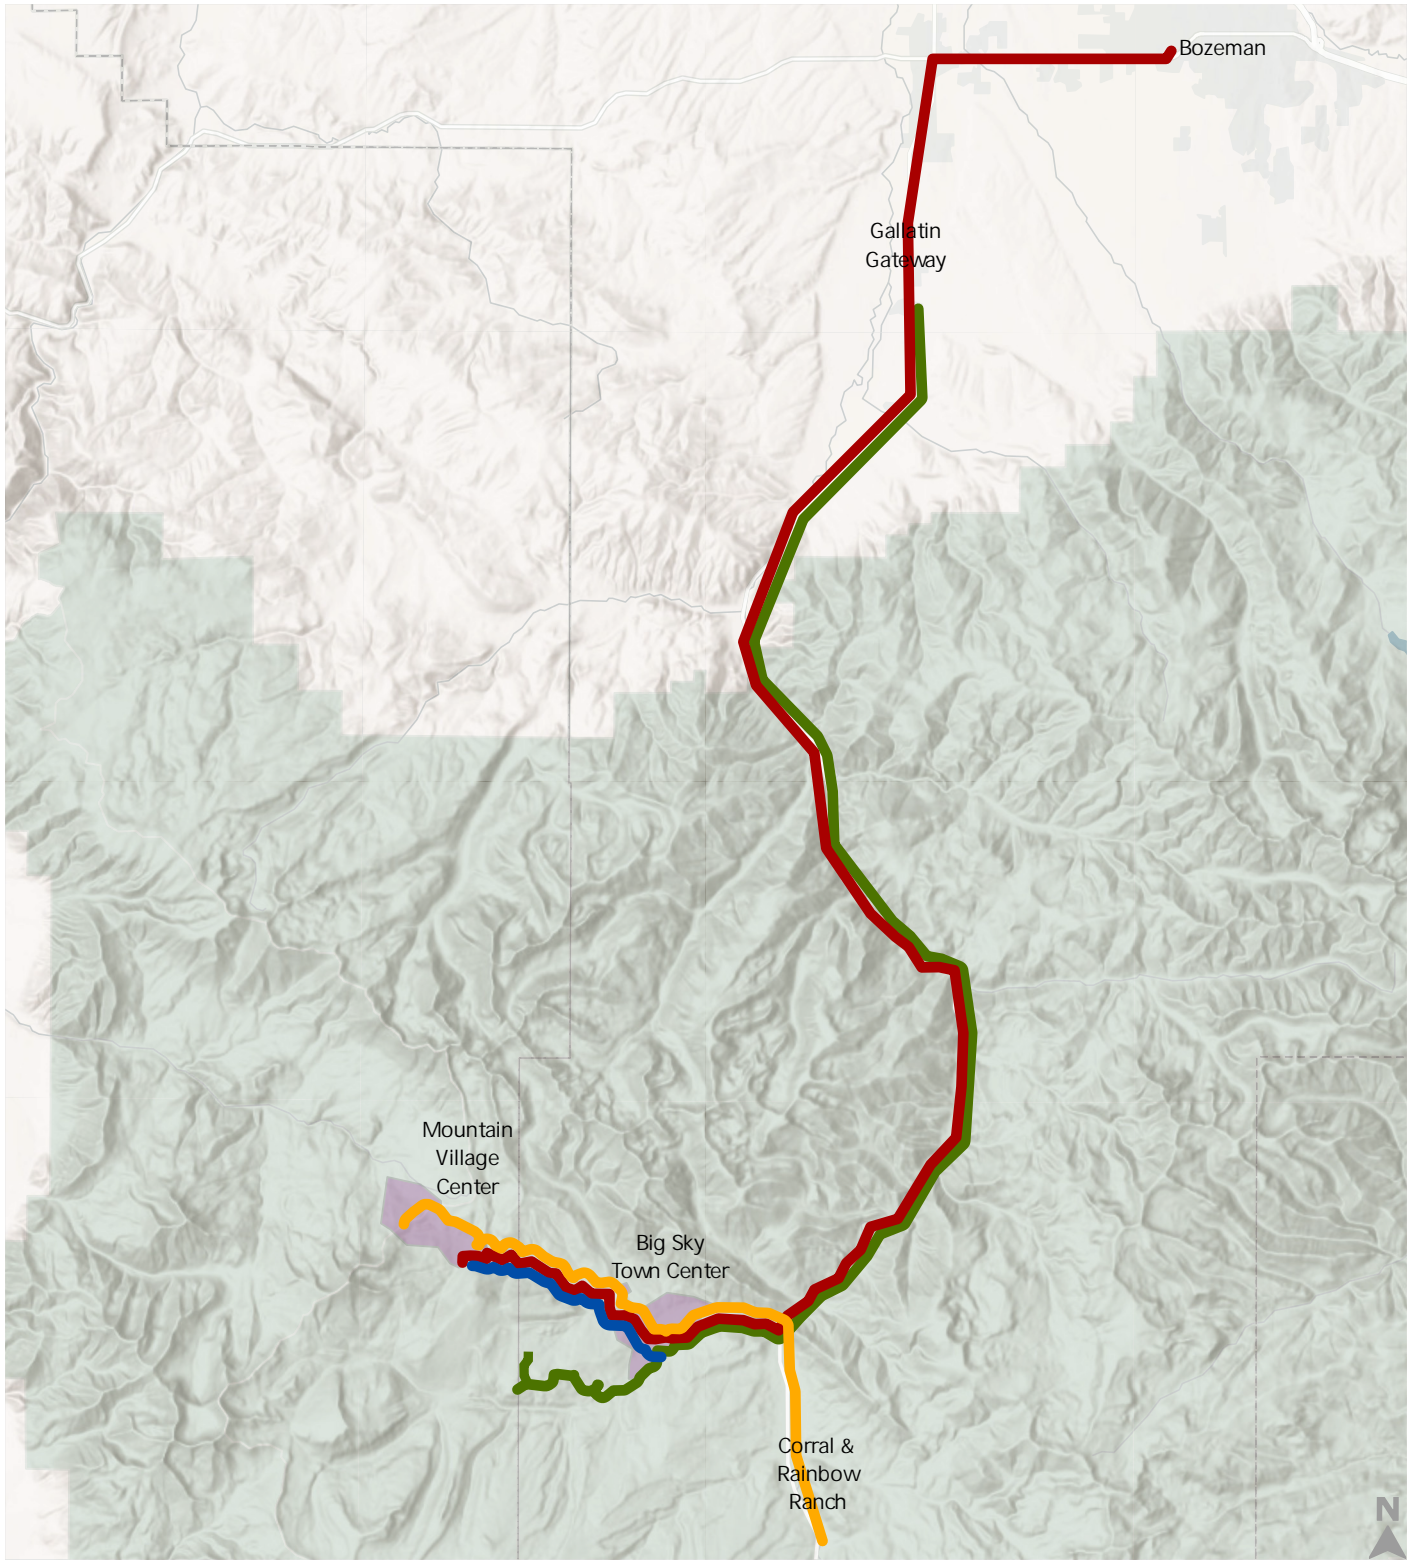 Bozeman
Gallatin
Gateway
Mountain
Village
Center
Big Sky
Town Center
Corral &
Rainbow
Ranch
N